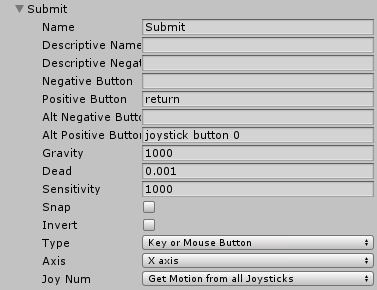 Submit
Name Submit
Descriptive Name
Descriptive Negat
Negative Button
Positive Button return
Alt Negative Butto
Alt Positive Button joystick button 0
Gravity 1000
Dead 0.001
Sensitivity 1000
Snap
Invert
Type Key or Mouse Button
Axis X axis
Joy Num Get Motion from all Joysticks